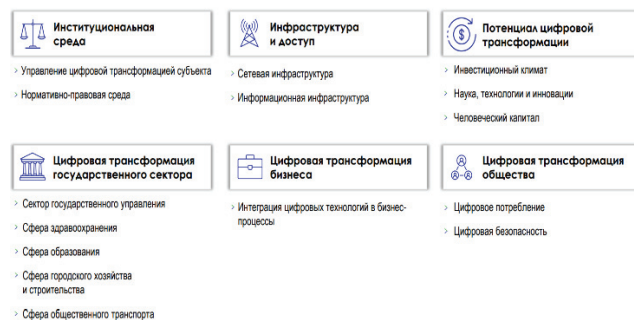 Институциональная
среда
Управление цифровой трансформацией субъекта
Нормативно-правовая среда
Инфраструктура
и доступ
Сетевая инфраструктура
Информационная инфраструктура
Потенциал цифровой
трансформации
Инвестиционный климат
Наука, технологии и инновации
Человеческий капитал
Цифровая трансформация
государственного сектора
Сектор государственного управления
Сфера здравоохранения
Сфера образования
Сфера городского хозяйства
и строительства
Сфера общественного транспорта
Цифровая трансформация
бизнеса
Интеграция цифровых технологий в бизнес-
процессы
Цифровая трансформация
общества
Цифровое потребление
Цифровая безопасность